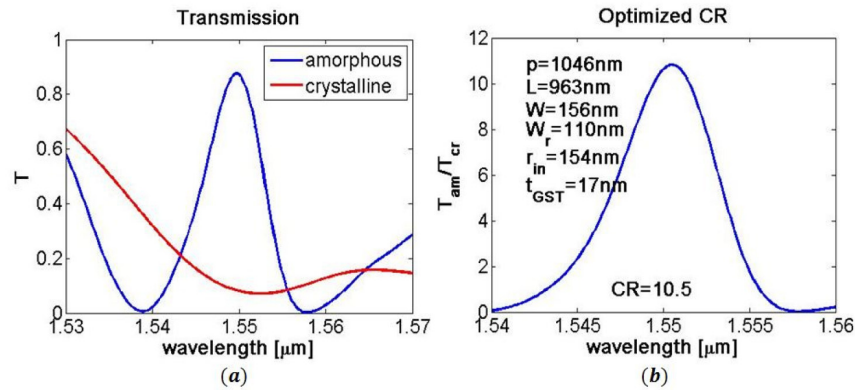 Transmission
1
0.8
0.6
0.4
0.2
0
T
amorphous
crystalline
1.53
1.54
1.55
1.56
1.57
wavelength [μm]
(a)
Optimized CR
12
10
8
6
4
2
0
T_am/T_cr
p=1046nm
L=963nm
W=156nm
W_r=110nm
r_in=154nm
t_GST=17nm
CR=10.5
1.54
1.545
1.55
1.555
1.56
wavelength [μm]
(b)